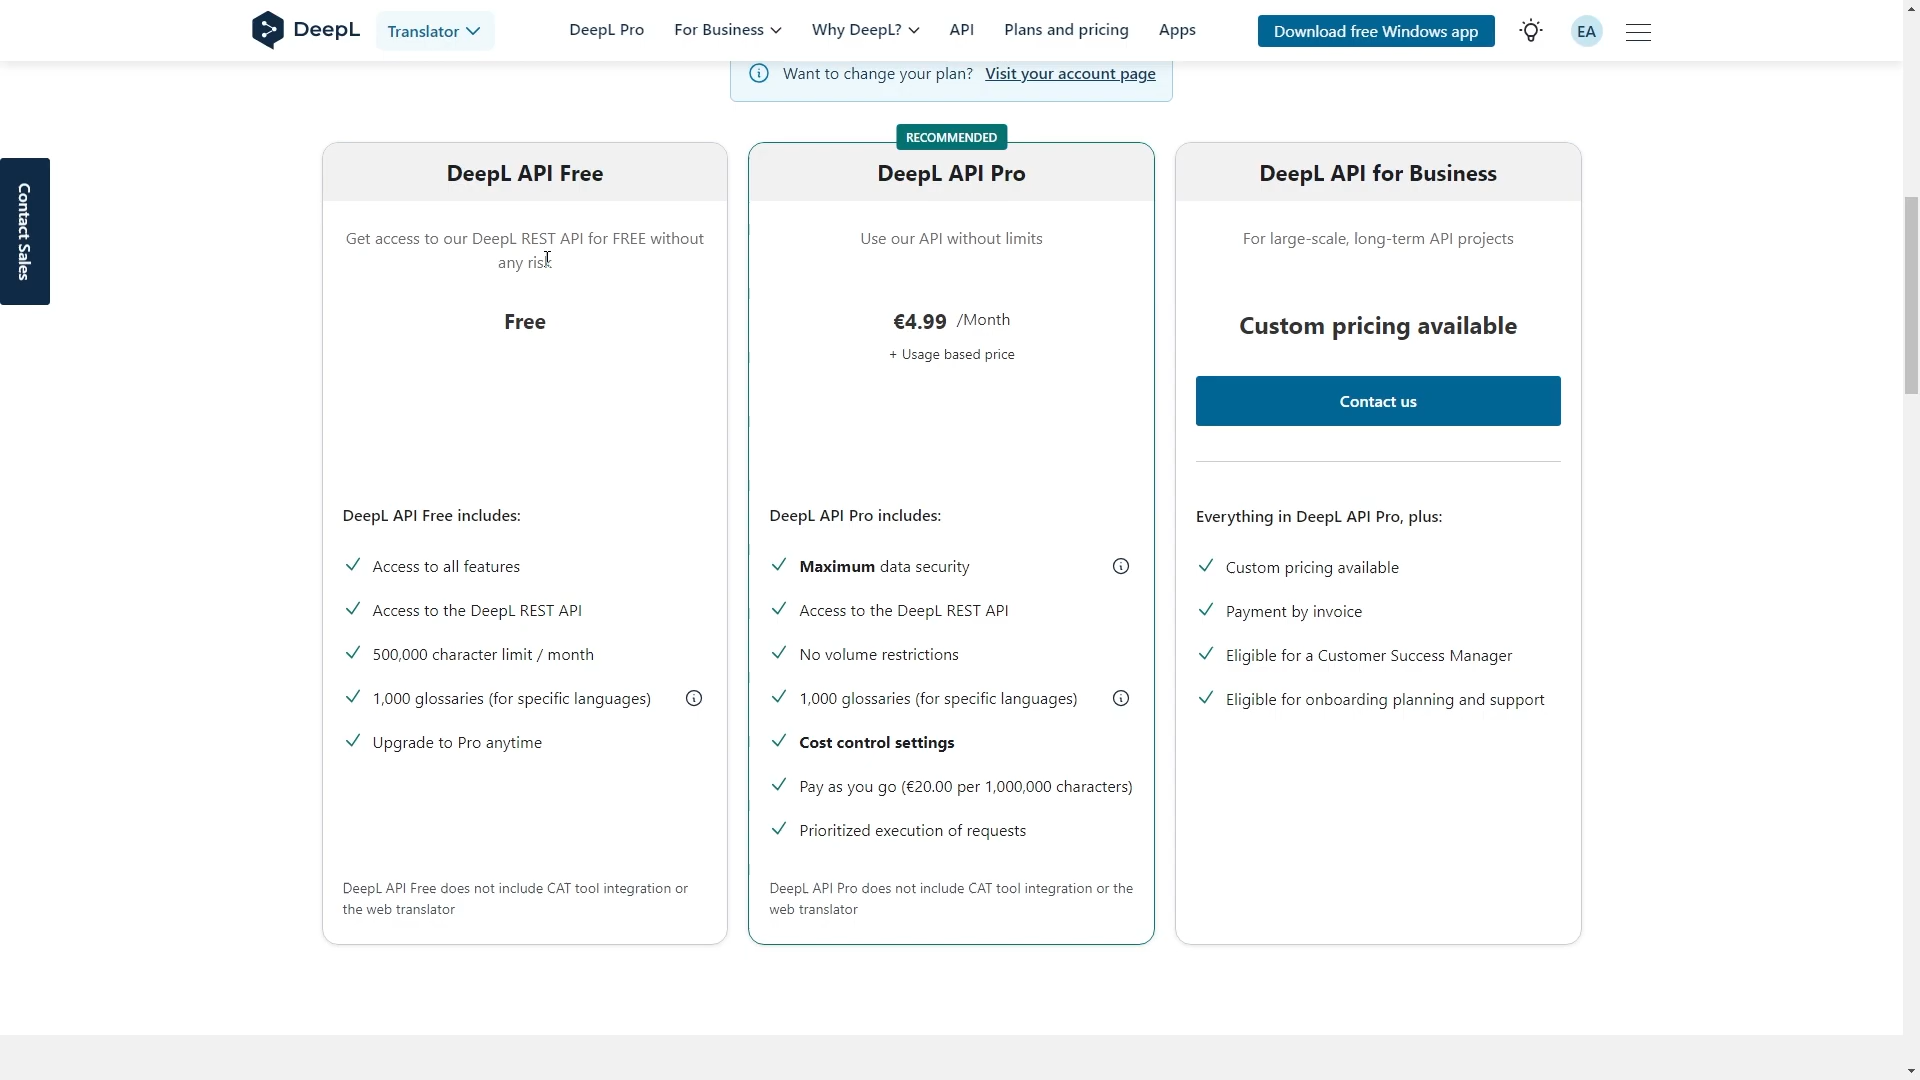 DeepL
Translator
DeepL Pro
For Business
Why DeepL?
API
Plans and pricing
Apps
Download free Windows app
EA
Want to change your plan? Visit your account page
Contact Sales
DeepL API Free
Get access to our DeepL REST API for FREE without
any risk
Free
DeepL API Free includes:
Access to all features
Access to the DeepL REST API
500,000 character limit / month
1,000 glossaries (for specific languages)
Upgrade to Pro anytime
DeepL API Free does not include CAT tool integration or
the web translator
RECOMMENDED
DeepL API Pro
Use our API without limits
€4.99 /Month
+ Usage based price
DeepL API Pro includes:
Maximum data security
Access to the DeepL REST API
No volume restrictions
1,000 glossaries (for specific languages)
Cost control settings
Pay as you go (€20.00 per 1,000,000 characters)
Prioritized execution of requests
DeepL API Pro does not include CAT tool integration or the
web translator
DeepL API for Business
For large-scale, long-term API projects
Custom pricing available
Contact us
Everything in DeepL API Pro, plus:
Custom pricing available
Payment by invoice
Eligible for a Customer Success Manager
Eligible for onboarding planning and support